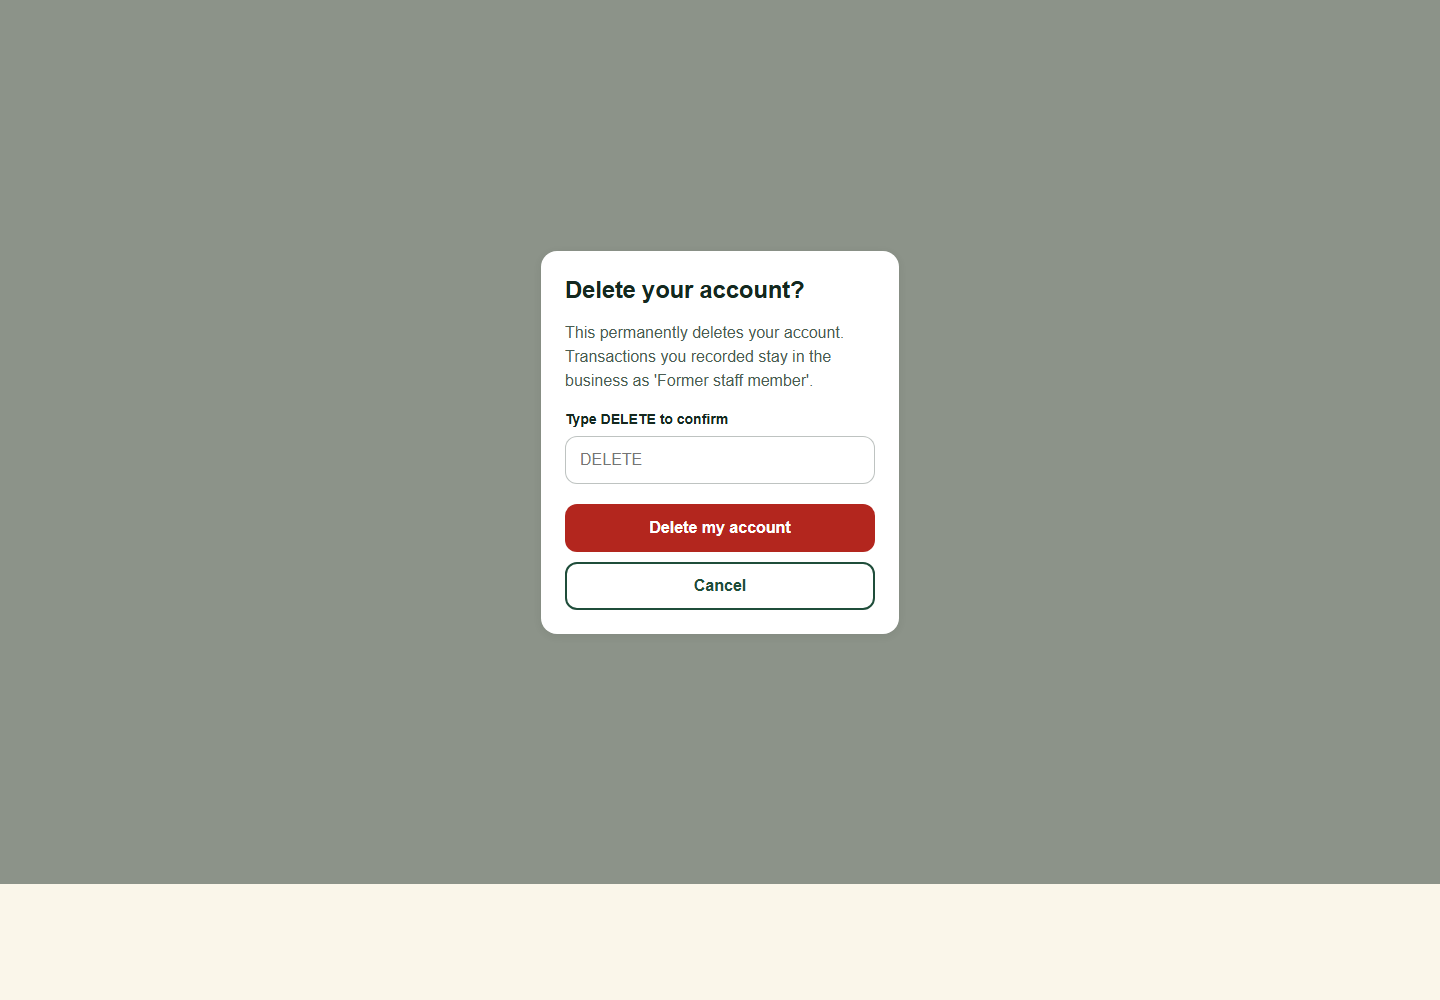 Delete your account?
This permanently deletes your account.
Transactions you recorded stay in the
business as 'Former staff member'.
Type DELETE to confirm
DELETE
Delete my account
Cancel